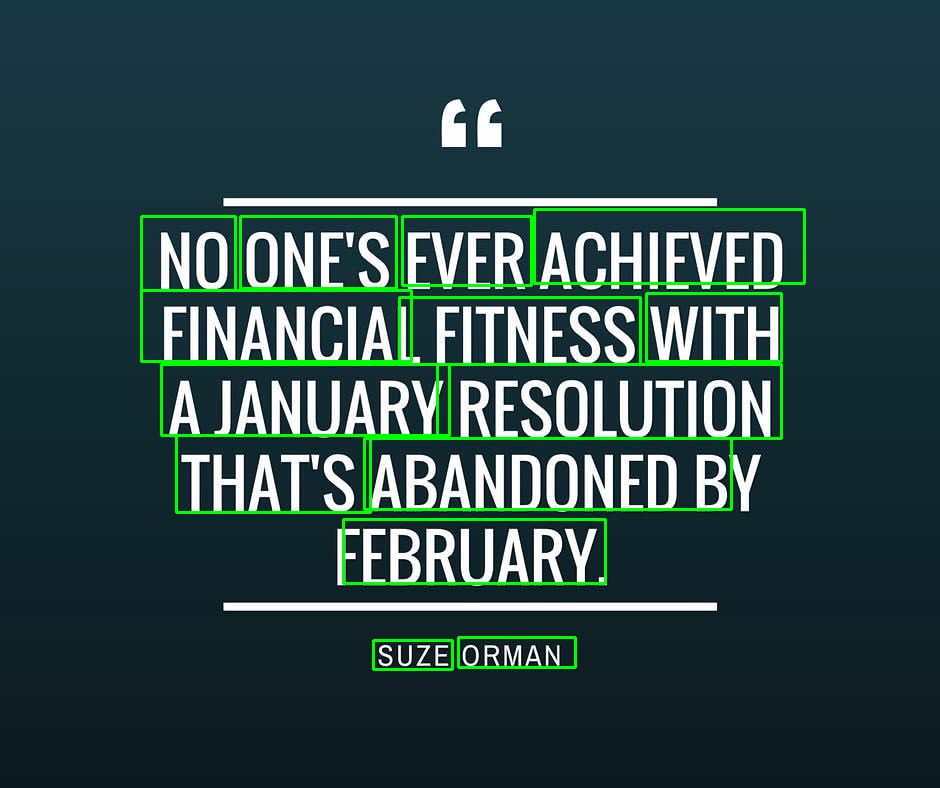 “
NO ONE'S EVER ACHIEVED
FINANCIAL FITNESS WITH
A JANUARY RESOLUTION
THAT'S ABANDONED BY
FEBRUARY.
SUZE ORMAN